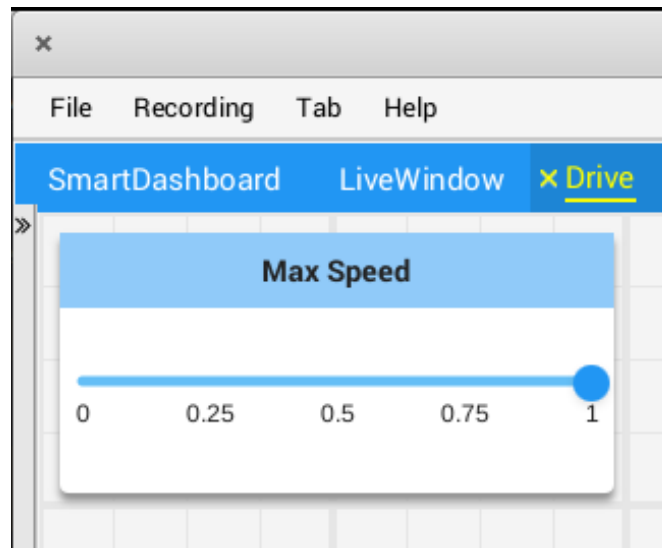 File Recording Tab Help
SmartDashboard LiveWindow × Drive
Max Speed
0 0.25 0.5 0.75 1